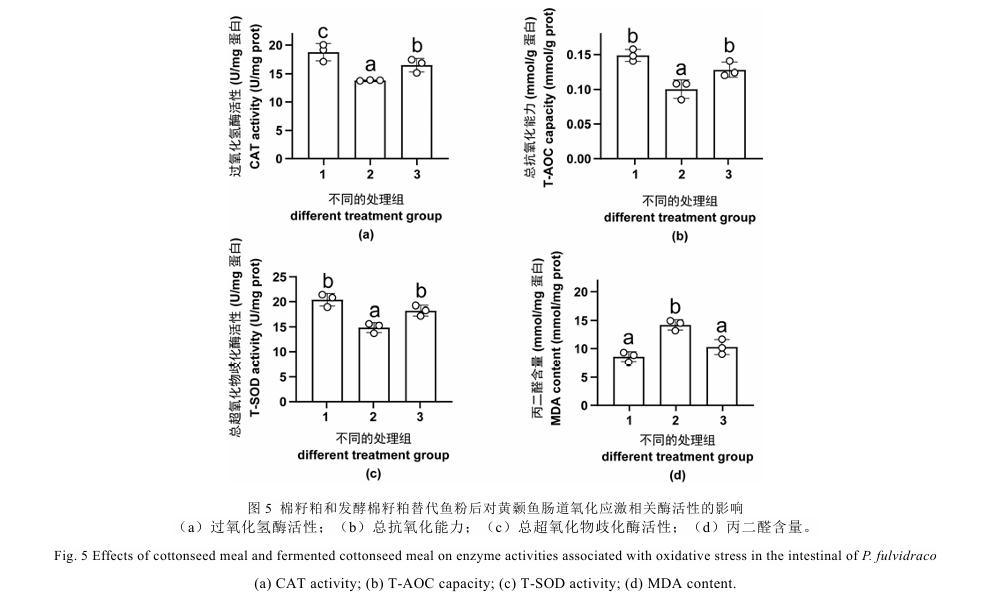 过氧化氢酶活性 (U/mg 蛋白)
CAT activity (U/mg prot)
20
15
10
5
0
c
a
b
1
2
3
不同的处理组
different treatment group
(a)
总抗氧化能力 (mmol/g 蛋白)
T-AOC capacity (mmol/g prot)
0.15
0.10
0.05
0.00
b
a
b
1
2
3
不同的处理组
different treatment group
(b)
总超氧化物歧化酶活性 (U/mg 蛋白)
T-SOD activity (U/mg prot)
25
20
15
10
5
0
b
a
b
1
2
3
不同的处理组
different treatment group
(c)
丙二醛含量 (mmol/mg 蛋白)
MDA content (mmol/mg prot)
20
15
10
5
0
a
b
a
1
2
3
不同的处理组
different treatment group
(d)
图 5 棉籽粕和发酵棉籽粕替代鱼粉后对黄颡鱼肠道氧化应激相关酶活性的影响
（a）过氧化氢酶活性；（b）总抗氧化能力；（c）总超氧化物歧化酶活性；（d）丙二醛含量。
Fig. 5 Effects of cottonseed meal and fermented cottonseed meal on enzyme activities associated with oxidative stress in the intestinal of P. fulvidraco
(a) CAT activity; (b) T-AOC capacity; (c) T-SOD activity; (d) MDA content.